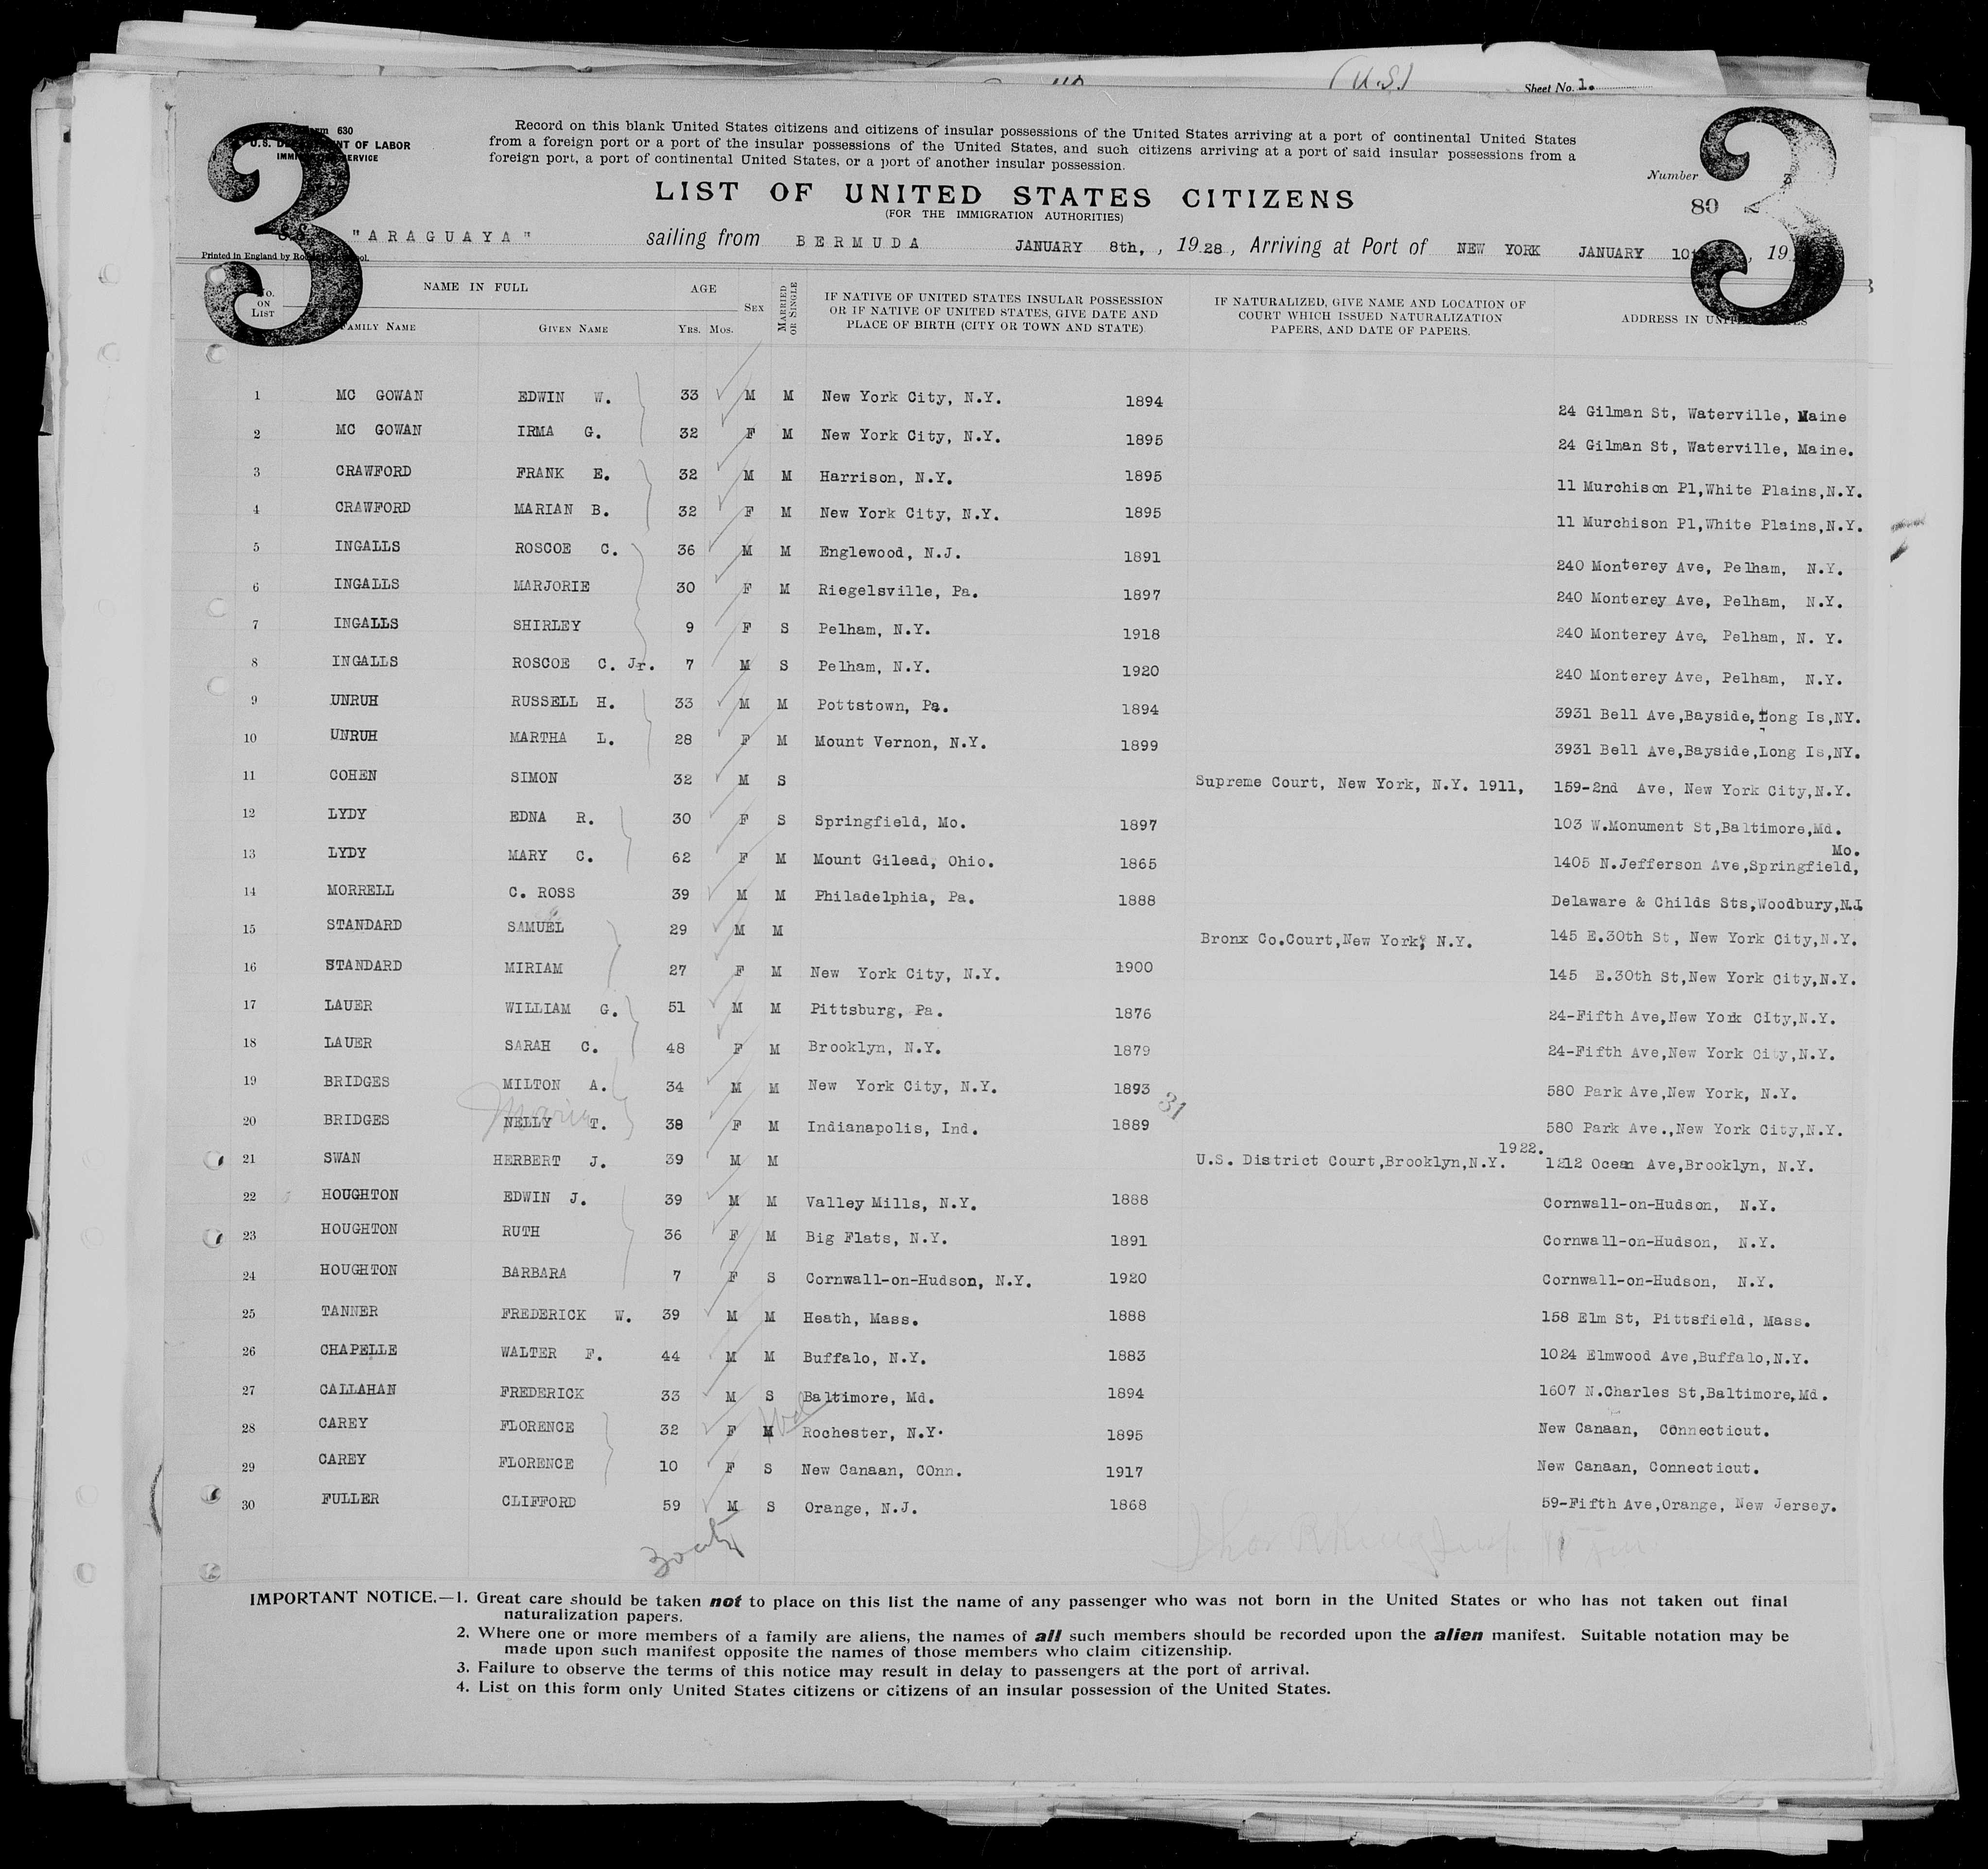 (U.S)
Sheet No. 1.
3
3
Form 630
U.S. DEPARTMENT OF LABOR
IMMIGRATION SERVICE
Record on this blank United States citizens and citizens of insular possessions of the United States arriving at a port of continental United States
from a foreign port or a port of the insular possessions of the United States, and such citizens arriving at a port of said insular possessions from a
foreign port, a port of continental United States, or a port of another insular possession.
Number 3
80
LIST OF UNITED STATES CITIZENS
(FOR THE IMMIGRATION AUTHORITIES)
S.S. "ARAGUAYA" sailing from BERMUDA JANUARY 8th, , 1928, Arriving at Port of NEW YORK JANUARY 10th, 19
Printed in England by
No. ON LIST NAME IN FULL AGE SEX MARRIED OR SINGLE IF NATIVE OF UNITED STATES INSULAR POSSESSION OR IF NATIVE OF UNITED STATES, GIVE DATE AND PLACE OF BIRTH (CITY OR TOWN AND STATE) IF NATURALIZED, GIVE NAME AND LOCATION OF COURT WHICH ISSUED NATURALIZATION PAPERS, AND DATE OF PAPERS. ADDRESS IN UNITED STATES
FAMILY NAME GIVEN NAME YRS. MOS.
1 MC GOWAN EDWIN W. 33 M M New York City, N.Y. 1894 24 Gilman St, Waterville, Maine
2 MC GOWAN IRMA G. 32 F M New York City, N.Y. 1895 24 Gilman St, Waterville, Maine.
3 CRAWFORD FRANK E. 32 M M Harrison, N.Y. 1895 11 Murchison Pl,White Plains,N.Y.
4 CRAWFORD MARIAN B. 32 F M New York City, N.Y. 1895 11 Murchison Pl,White Plains,N.Y.
5 INGALLS ROSCOE C. 36 M M Englewood, N.J. 1891 240 Monterey Ave, Pelham, N.Y.
6 INGALLS MARJORIE 30 F M Riegelsville, Pa. 1897 240 Monterey Ave, Pelham, N.Y.
7 INGALLS SHIRLEY 9 F S Pelham, N.Y. 1918 240 Monterey Ave, Pelham, N. Y.
8 INGALLS ROSCOE C. Jr. 7 M S Pelham, N.Y. 1920 240 Monterey Ave, Pelham, N.Y.
9 UNRUH RUSSELL H. 33 M M Pottstown, Pa. 1894 3931 Bell Ave,Bayside,Long Is,NY.
10 UNRUH MARTHA L. 28 F M Mount Vernon, N.Y. 1899 3931 Bell Ave,Bayside,Long Is,NY.
11 COHEN SIMON 32 M S Supreme Court, New York, N.Y. 1911, 159-2nd Ave, New York City,N.Y.
12 LYDY EDNA R. 30 F S Springfield, Mo. 1897 103 W.Monument St,Baltimore,Md.
13 LYDY MARY C. 62 F M Mount Gilead, Ohio. 1865 1405 N.Jefferson Ave,Springfield, Mo.
14 MORRELL C. ROSS 39 M M Philadelphia, Pa. 1888 Delaware & Childs Sts,Woodbury,N.J.
15 STANDARD SAMUEL 29 M M Bronx Co.Court,New York, N.Y. 145 E.30th St, New York City,N.Y.
16 STANDARD MIRIAM 27 F M New York City, N.Y. 1900 145 E.30th St,New York City,N.Y.
17 LAUER WILLIAM G. 51 M M Pittsburg, Pa. 1876 24-Fifth Ave,New York CIty,N.Y.
18 LAUER SARAH C. 48 F M Brooklyn, N.Y. 1879 24-Fifth Ave,New York City,N.Y.
19 BRIDGES MILTON A. 34 M M New York City, N.Y. 1893 580 Park Ave,New York, N.Y.
31
Maria
20 BRIDGES NELLY T. 38 F M Indianapolis, Ind. 1889 580 Park Ave.,New York City,N.Y.
21 SWAN HERBERT J. 39 M M U.S. District Court,Brooklyn,N.Y. 1922. 1212 Ocean Ave,Brooklyn, N.Y.
22 HOUGHTON EDWIN J. 39 M M Valley Mills, N.Y. 1888 Cornwall-on-Hudson, N.Y.
23 HOUGHTON RUTH 36 F M Big Flats, N.Y. 1891 Cornwall-on-Hudson, N.Y.
24 HOUGHTON BARBARA 7 F S Cornwall-on-Hudson, N.Y. 1920 Cornwall-on-Hudson, N.Y.
25 TANNER FREDERICK W. 39 M M Heath, Mass. 1888 158 Elm St, Pittsfield, Mass.
26 CHAPELLE WALTER F. 44 M M Buffalo, N.Y. 1883 1024 Elmwood Ave,Buffalo,N.Y.
27 CALLAHAN FREDERICK 33 M S Baltimore, Md. 1894 1607 N.Charles St,Baltimore,Md.
Wd
28 CAREY FLORENCE 32 F M Rochester, N.Y. 1895 New Canaan, Connecticut.
29 CAREY FLORENCE 10 F S New Canaan, COnn. 1917 New Canaan, Connecticut.
30 FULLER CLIFFORD 59 M S Orange, N.J. 1868 59-Fifth Ave,Orange, New Jersey.
IMPORTANT NOTICE.—1. Great care should be taken not to place on this list the name of any passenger who was not born in the United States or who has not taken out final
naturalization papers.
2. Where one or more members of a family are aliens, the names of all such members should be recorded upon the alien manifest. Suitable notation may be
made upon such manifest opposite the names of those members who claim citizenship.
3. Failure to observe the terms of this notice may result in delay to passengers at the port of arrival.
4. List on this form only United States citizens or citizens of an insular possession of the United States.